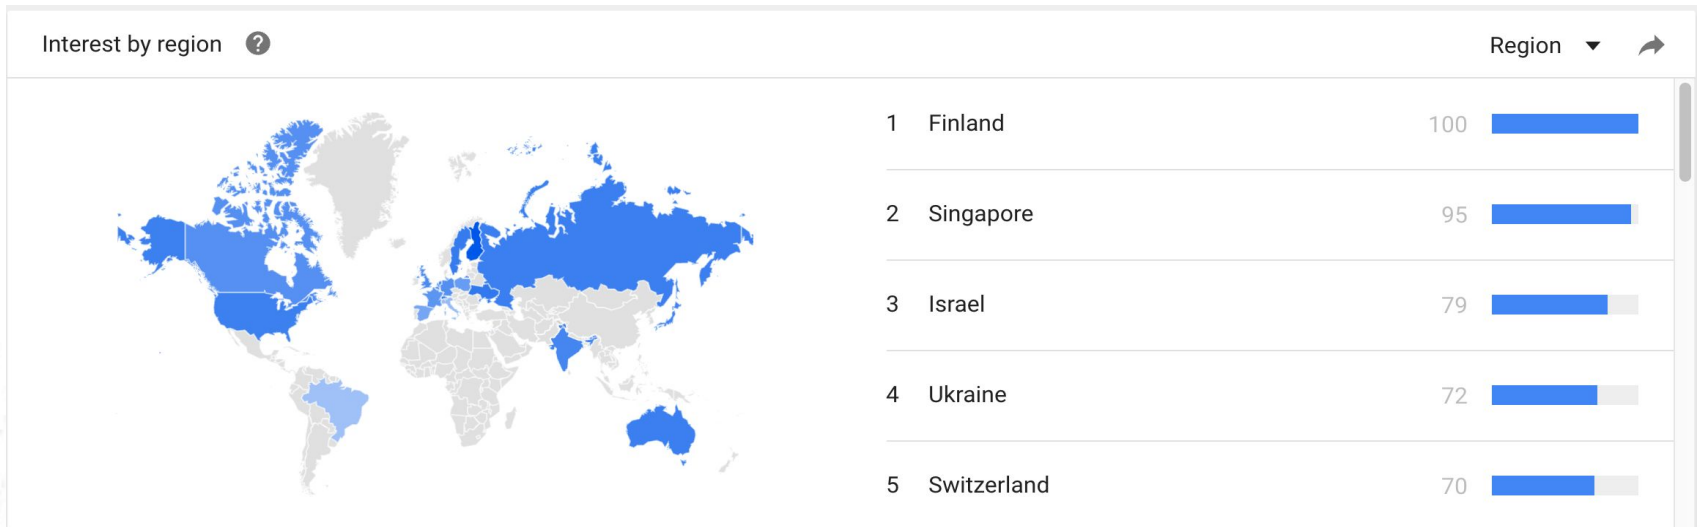 Interest by region ?
Region
1 Finland 100
2 Singapore 95
3 Israel 79
4 Ukraine 72
5 Switzerland 70